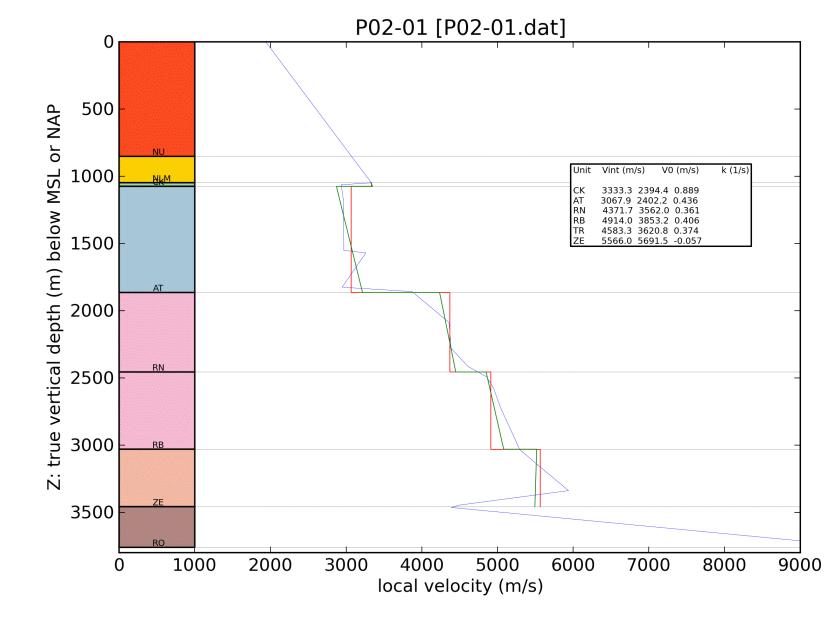 P02-01 [P02-01.dat]
Z: true vertical depth (m) below MSL or NAP
0
500
1000
1500
2000
2500
3000
3500
NU
NLM
CK
AT
RN
RB
ZE
RO
Unit Vint (m/s) V0 (m/s) k (1/s)
CK 3333.3 2394.4 0.889
AT 3067.9 2402.2 0.436
RN 4371.7 3562.0 0.361
RB 4914.0 3853.2 0.406
TR 4583.3 3620.8 0.374
ZE 5566.0 5691.5 -0.057
0 1000 2000 3000 4000 5000 6000 7000 8000 9000
local velocity (m/s)